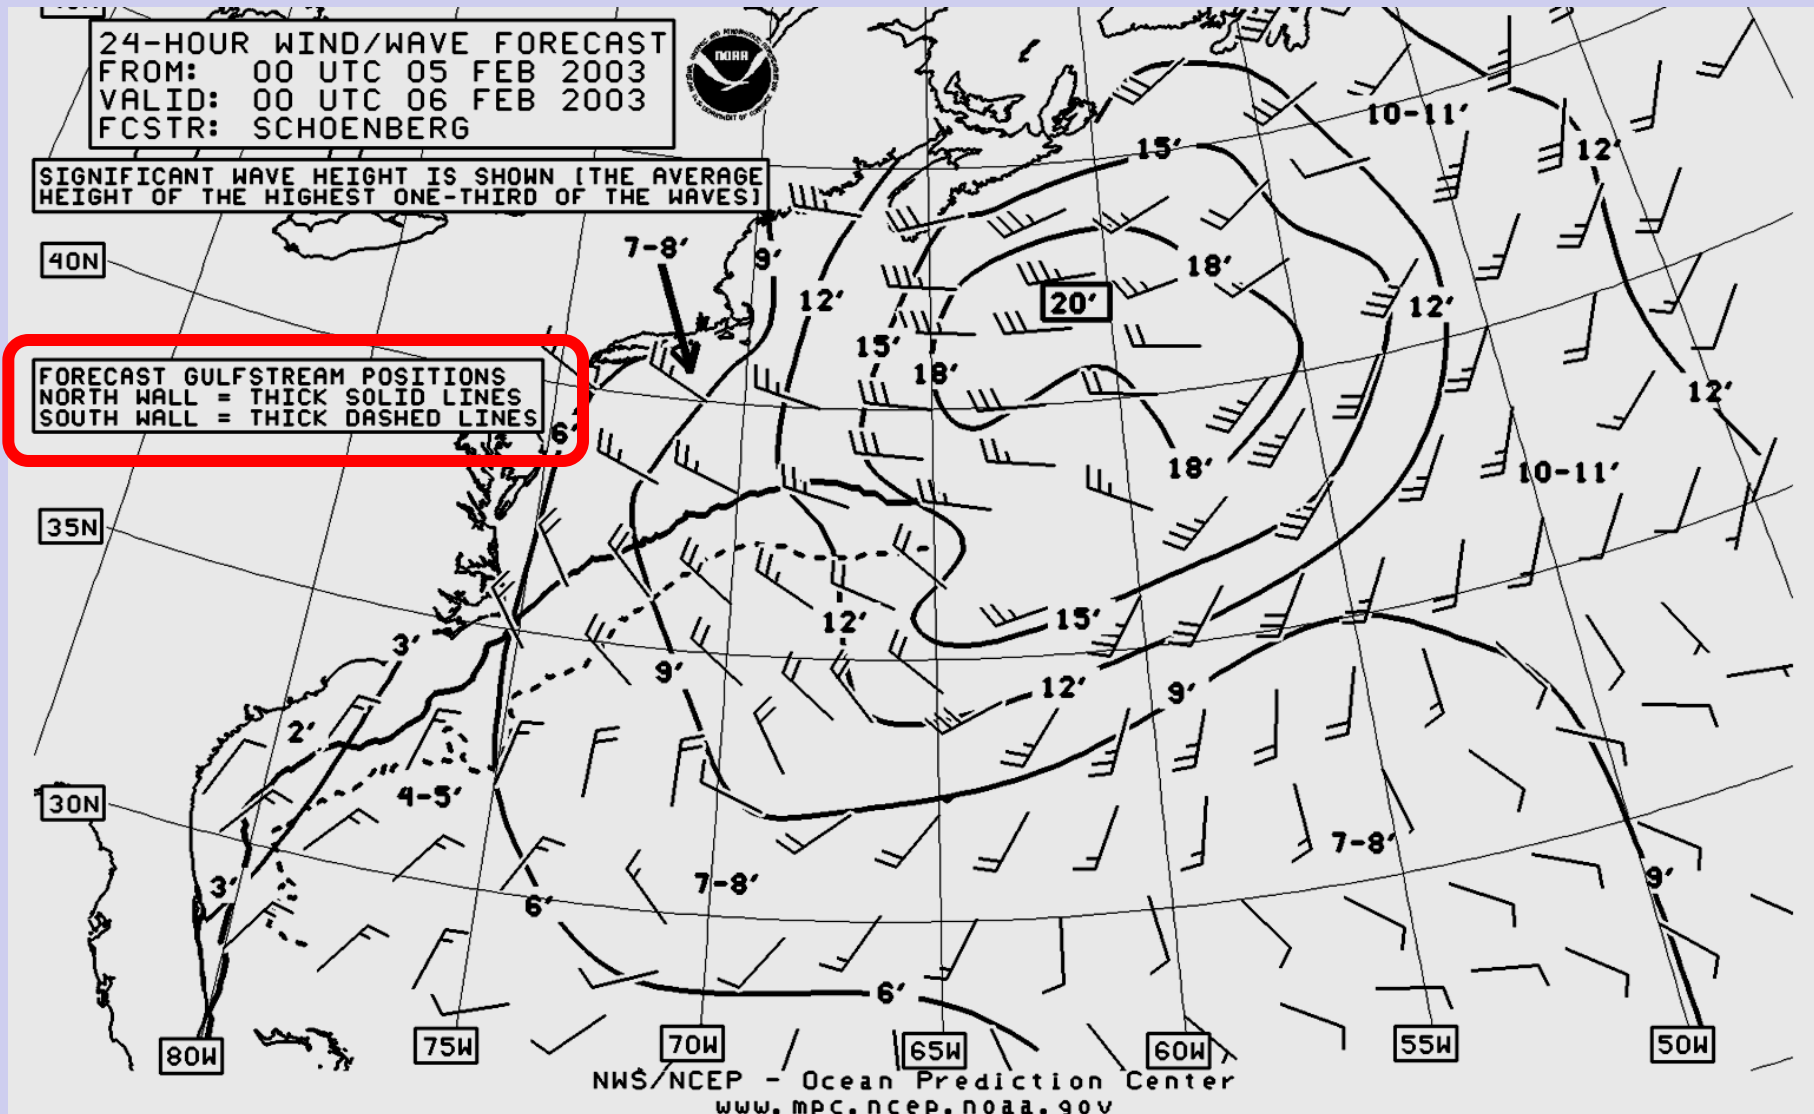 24-HOUR WIND/WAVE FORECAST
FROM: 00 UTC 05 FEB 2003
VALID: 00 UTC 06 FEB 2003
FCSTR: SCHOENBERG
NOAA
SIGNIFICANT WAVE HEIGHT IS SHOWN [THE AVERAGE
HEIGHT OF THE HIGHEST ONE-THIRD OF THE WAVES]
10-11'
15'
12'
40N
7-8'
9'
12'
18'
20'
12'
15'
18'
12'
FORECAST GULFSTREAM POSITIONS
NORTH WALL = THICK SOLID LINES
SOUTH WALL = THICK DASHED LINES
6'
18'
10-11'
35N
12'
15'
3'
9'
12'
9'
2'
4-5'
30N
7-8'
3'
7-8'
9'
6'
6'
80W
75W
70W
65W
60W
55W
50W
NWS/NCEP - Ocean Prediction Center
www.mpc.ncep.noaa.gov